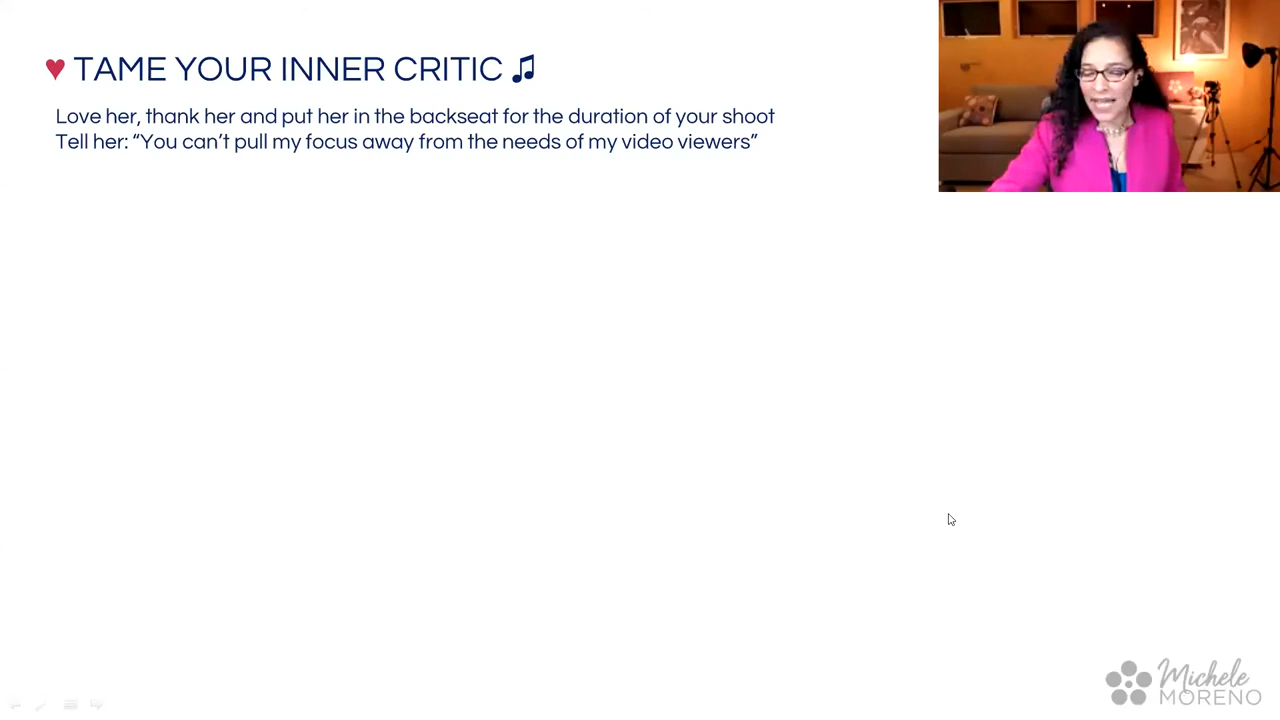 ♥ TAME YOUR INNER CRITIC ♫
Love her, thank her and put her in the backseat for the duration of your shoot
Tell her: “You can’t pull my focus away from the needs of my video viewers”
Michele
MORENO